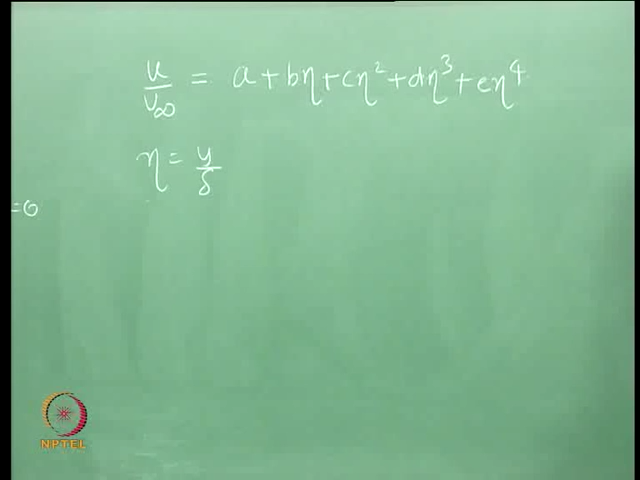 u/U∞ = a + bη + cη² + dη³ + eη⁴
η = y/δ
=0
NPTEL